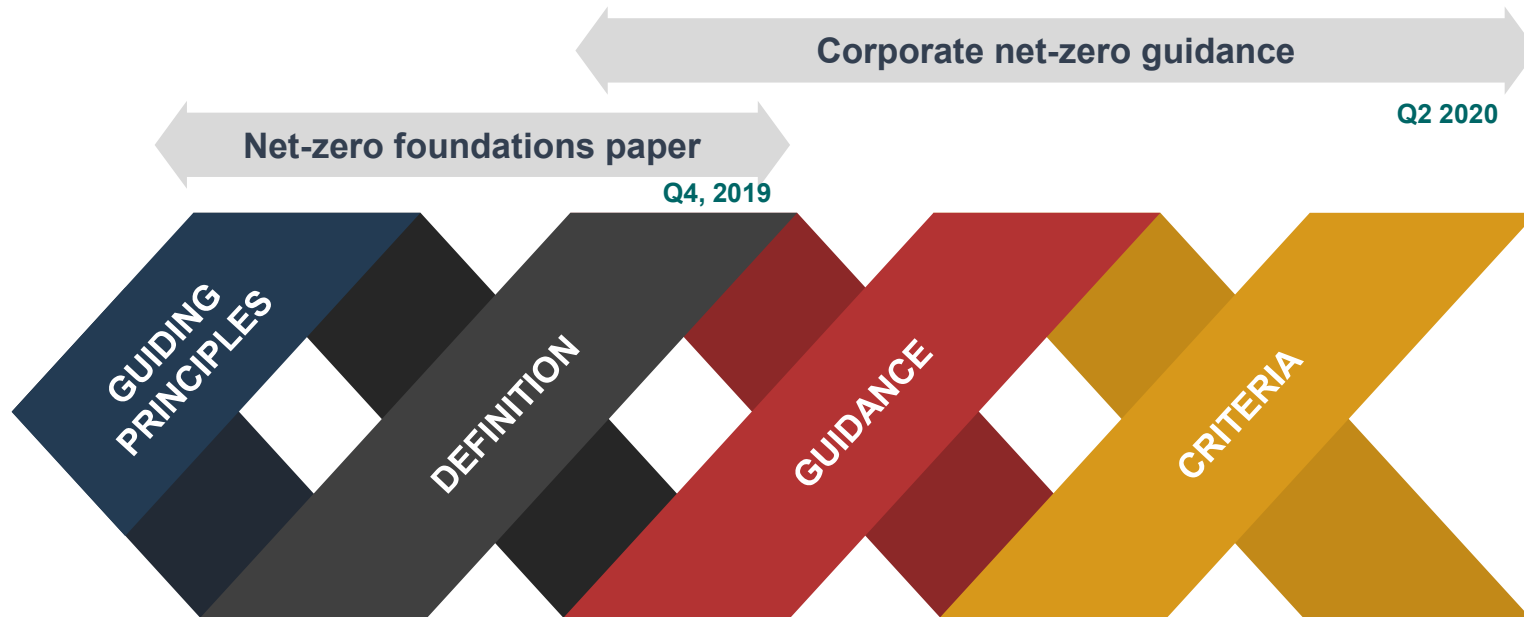 Corporate net-zero guidance
Q2 2020
Net-zero foundations paper
Q4, 2019
GUIDING
PRINCIPLES
DEFINITION
GUIDANCE
CRITERIA